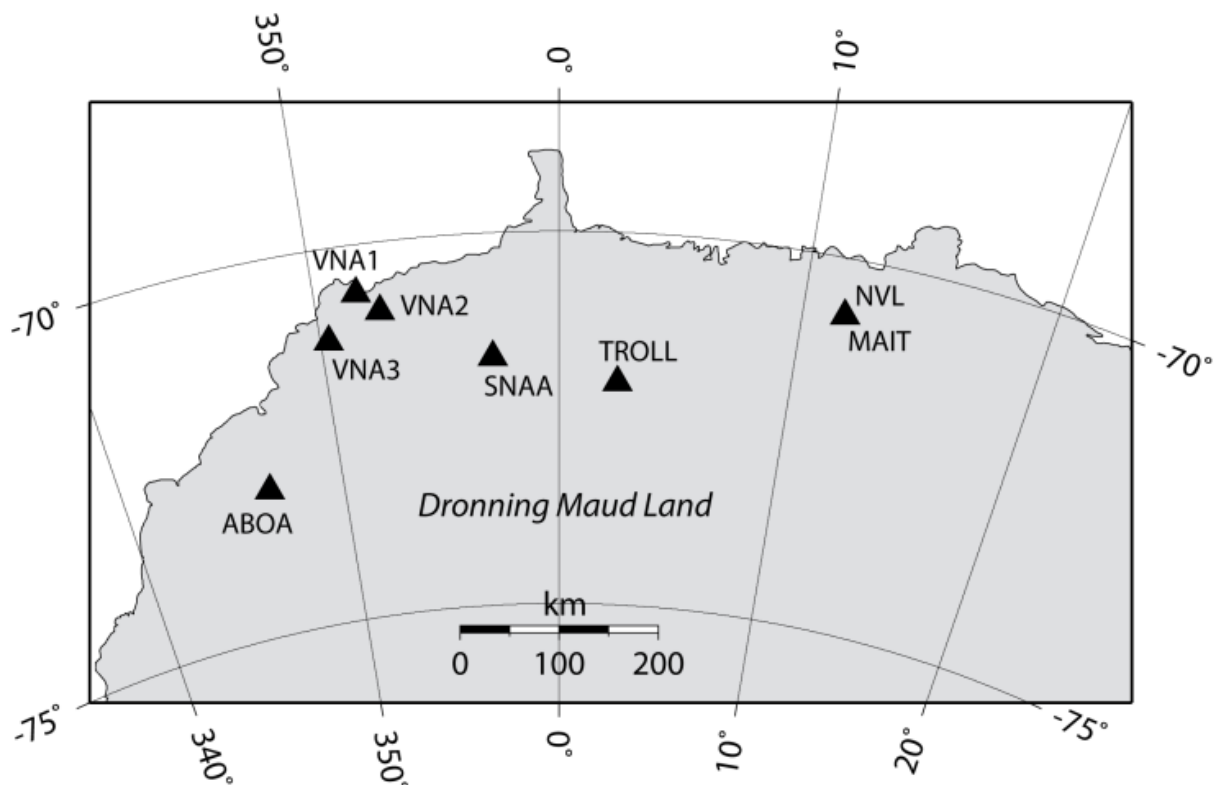 350°
0°
10°
VNA1
VNA2
NVL
-70°
MAIT
TROLL
-70°
VNA3
SNAA
Dronning Maud Land
ABOA
km
0 100 200
-75°
-75°
340°
350°
0°
10°
20°